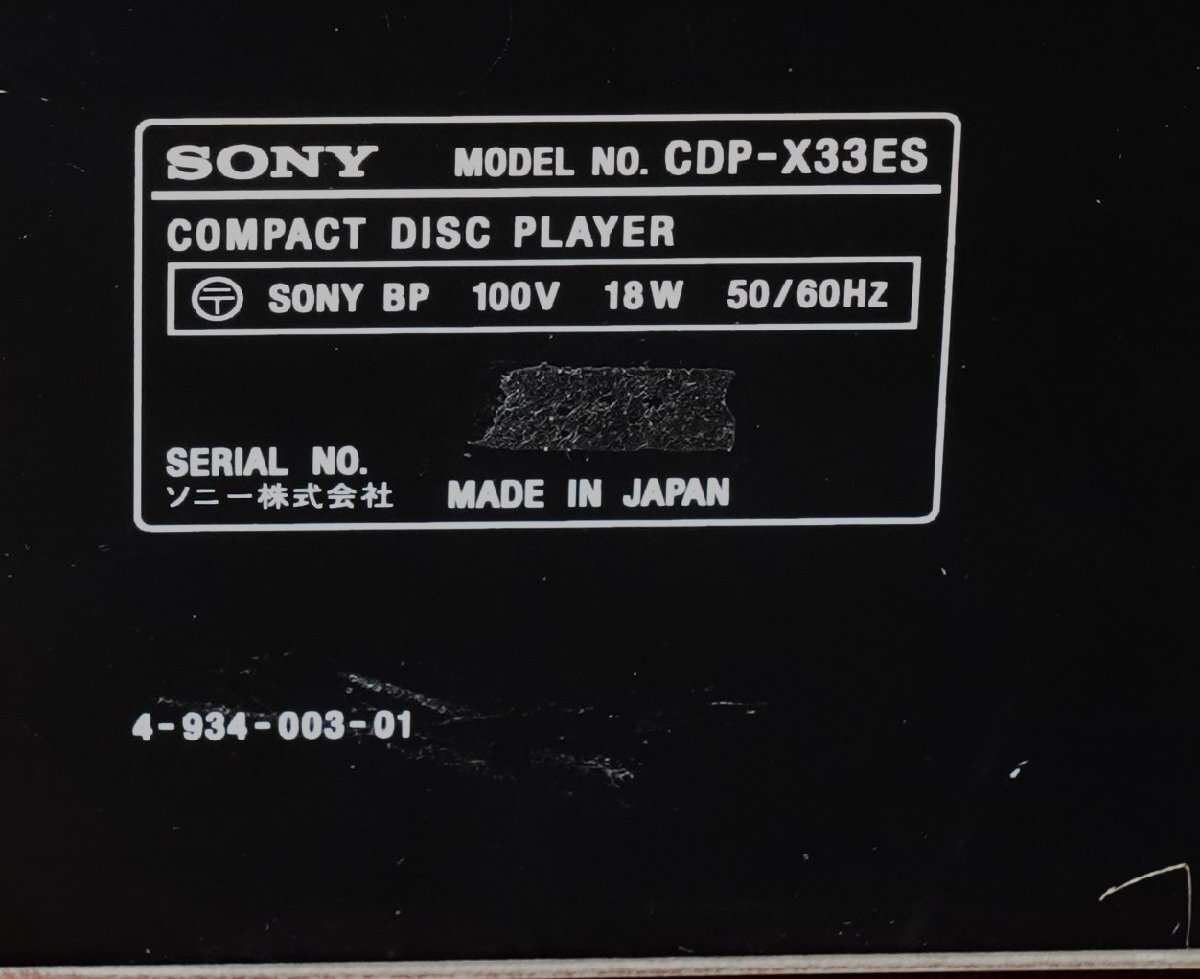 SONY MODEL NO. CDP-X33ES
COMPACT DISC PLAYER
〶 SONY BP 100V 18W 50/60Hz
SERIAL NO.
ソニー株式会社 MADE IN JAPAN
4-934-003-01